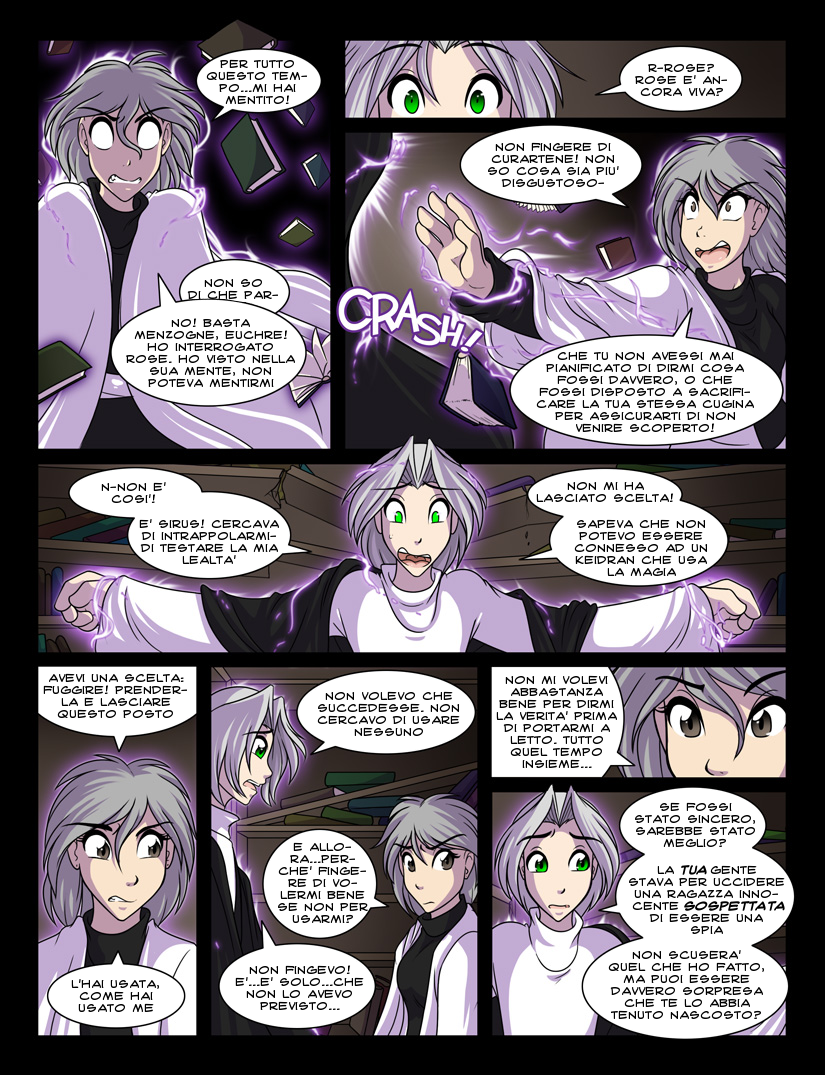 PER TUTTO
QUESTO TEM-
PO...MI HAI
MENTITO!
NON SO
DI CHE PAR-
NO! BASTA
MENZOGNE, EUCHRE!
HO INTERROGATO
ROSE. HO VISTO NELLA
SUA MENTE, NON
POTEVA MENTIRMI
R-ROSE?
ROSE E' AN-
CORA VIVA?
NON FINGERE DI
CURARTENE! NON
SO COSA SIA PIU'
DISGUSTOSO-
CRASH!
CHE TU NON AVESSI MAI
PIANIFICATO DI DIRMI COSA
FOSSI DAVVERO, O CHE
FOSSI DISPOSTO A SACRIFI-
CARE LA TUA STESSA CUGINA
PER ASSICURARTI DI NON
VENIRE SCOPERTO!
N-NON E'
COSI'!
E' SIRUS! CERCAVA
DI INTRAPPOLARMI-
DI TESTARE LA MIA
LEALTA'
NON MI HA
LASCIATO SCELTA!
SAPEVA CHE NON
POTEVO ESSERE
CONNESSO AD UN
KEIDRAN CHE USA
LA MAGIA
AVEVI UNA SCELTA:
FUGGIRE! PRENDER-
LA E LASCIARE
QUESTO POSTO
L'HAI USATA,
COME HAI
USATO ME
NON VOLEVO CHE
SUCCEDESSE. NON
CERCAVO DI USARE
NESSUNO
E ALLO-
RA...PER-
CHE' FINGE-
RE DI VO-
LERMI BENE
SE NON PER
USARMI?
NON FINGEVO!
E'...E' SOLO...CHE
NON LO AVEVO
PREVISTO...
NON MI VOLEVI
ABBASTANZA
BENE PER DIRMI
LA VERITA' PRIMA
DI PORTARMI A
LETTO. TUTTO
QUEL TEMPO
INSIEME...
SE FOSSI
STATO SINCERO,
SAREBBE STATO
MEGLIO?
LA TUA GENTE
STAVA PER UCCIDERE
UNA RAGAZZA INNO-
CENTE SOSPETTATA
DI ESSERE UNA
SPIA
NON SCUSERA'
QUEL CHE HO FATTO,
MA PUOI ESSERE
DAVVERO SORPRESA
CHE TE LO ABBIA
TENUTO NASCOSTO?